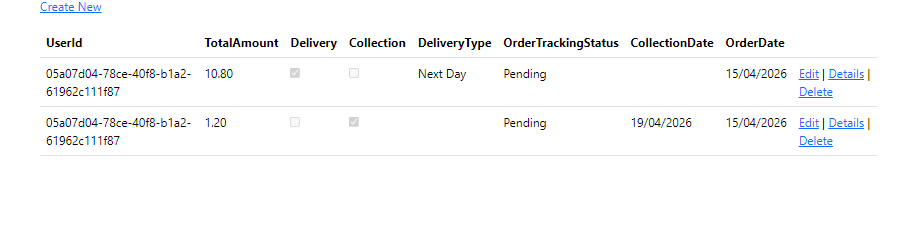 Create New
UserId TotalAmount Delivery Collection DeliveryType OrderTrackingStatus CollectionDate OrderDate
05a07d04-78ce-40f8-b1a2- 10.80 Next Day Pending 15/04/2026 Edit | Details |
61962c111f87 Delete
05a07d04-78ce-40f8-b1a2- 1.20 Pending 19/04/2026 15/04/2026 Edit | Details |
61962c111f87 Delete